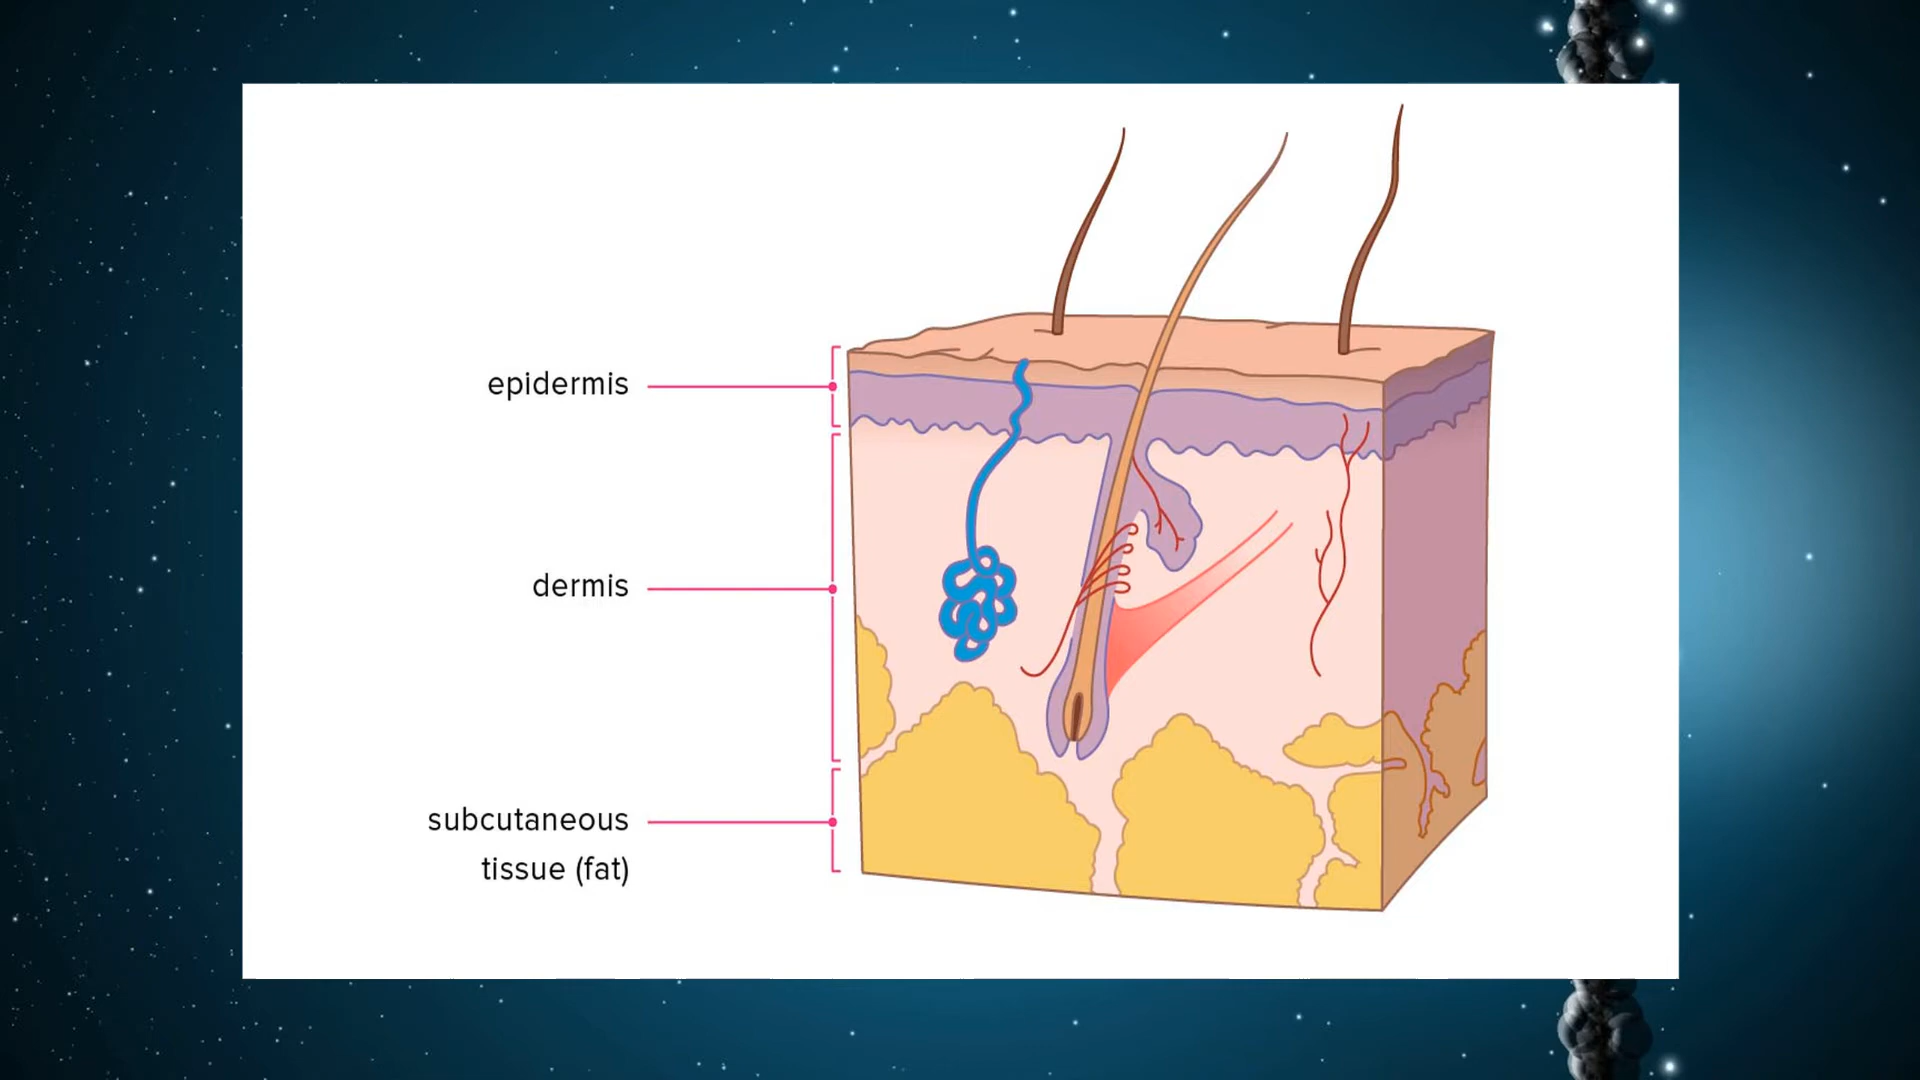 epidermis
dermis
subcutaneous
tissue (fat)